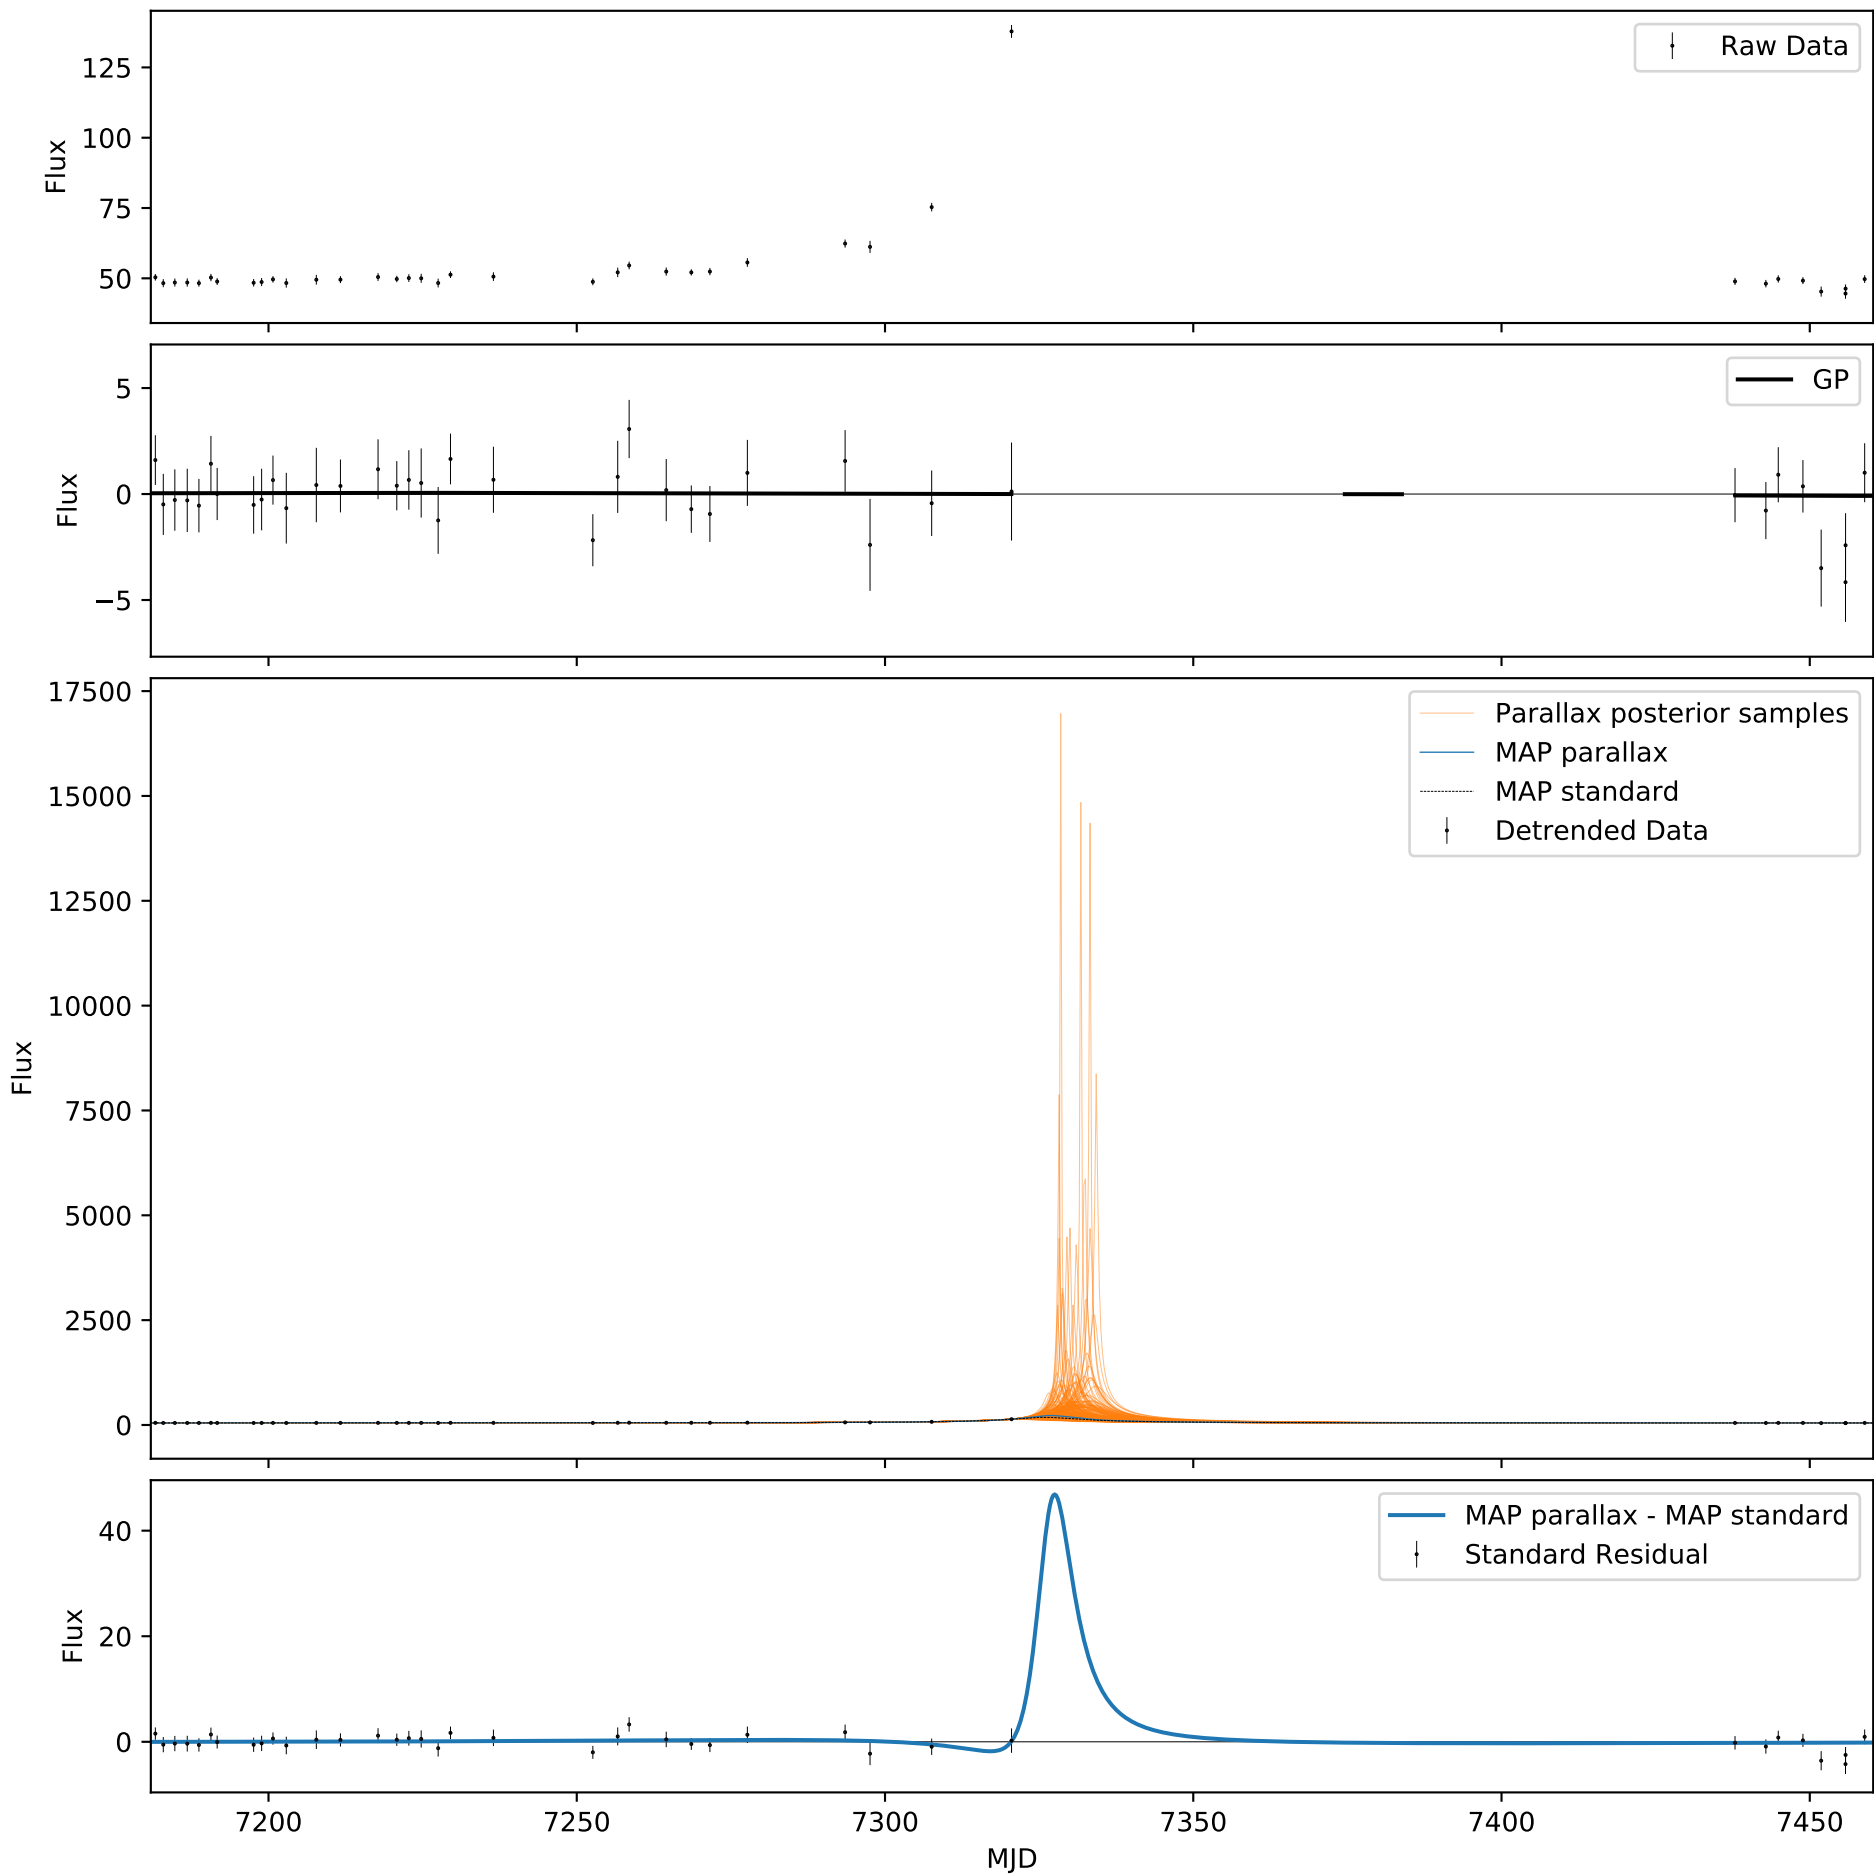 Raw Data
125
100
75
50
Flux
GP
5
0
−5
Flux
17500
15000
12500
10000
7500
5000
2500
0
Flux
Parallax posterior samples
MAP parallax
MAP standard
Detrended Data
40
20
0
Flux
MAP parallax - MAP standard
Standard Residual
7200
7250
7300
7350
7400
7450
MJD